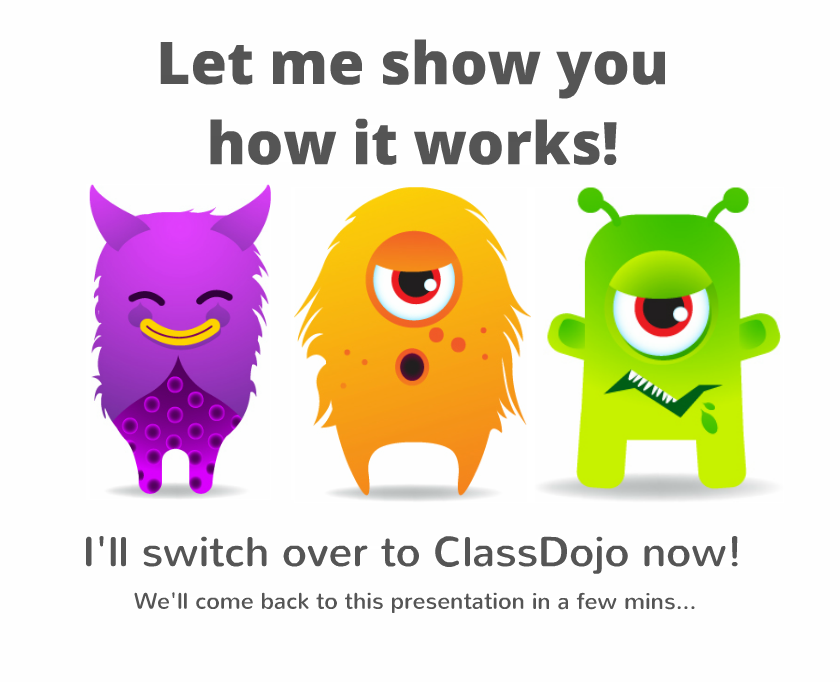 Let me show you
how it works!
I'll switch over to ClassDojo now!
We'll come back to this presentation in a few mins...